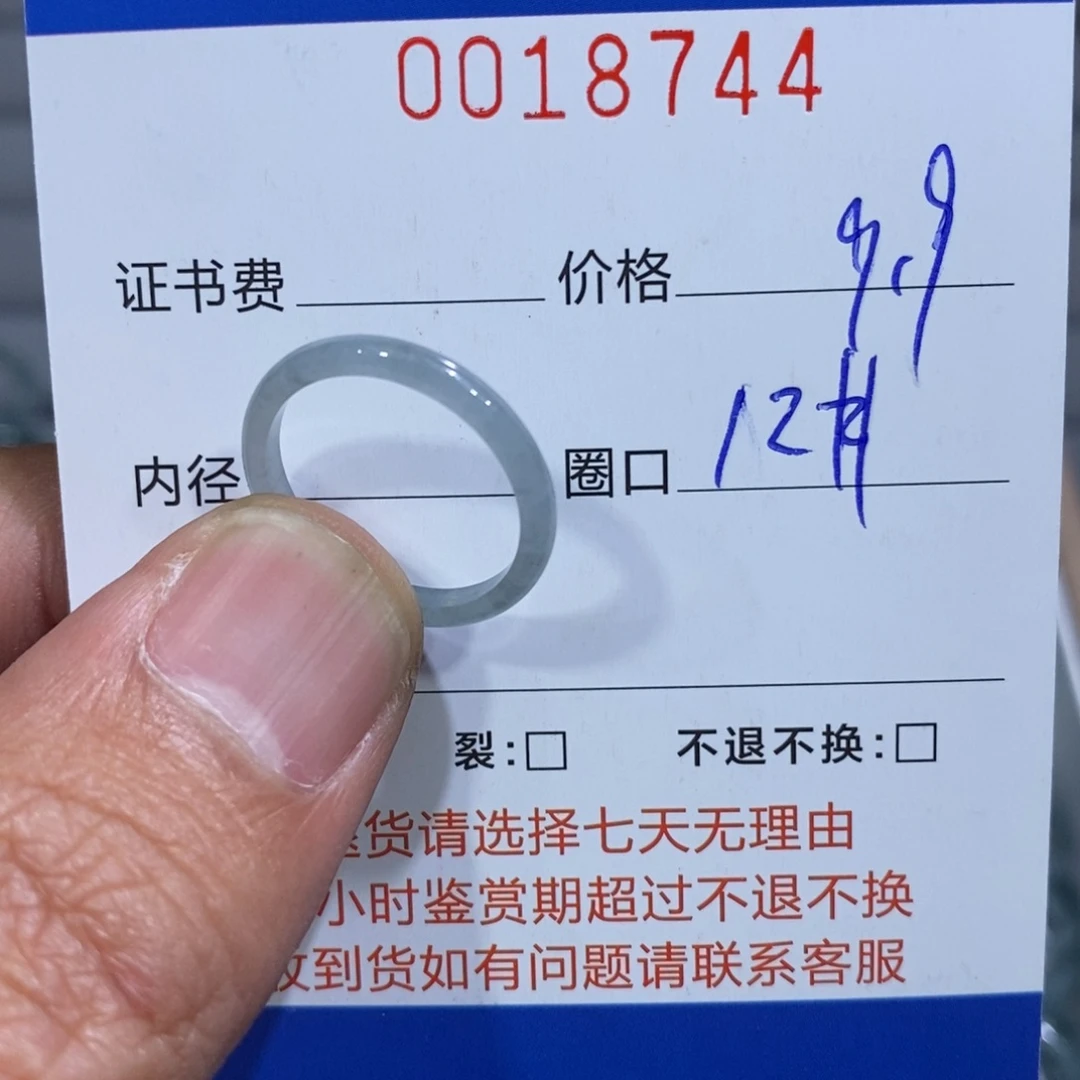 0018744
证书费 价格 9.9
内径 圈口 12
裂:□ 不退不换:□
货请选择七天无理由
小时鉴赏期超过不退不换
到货如有问题请联系客服